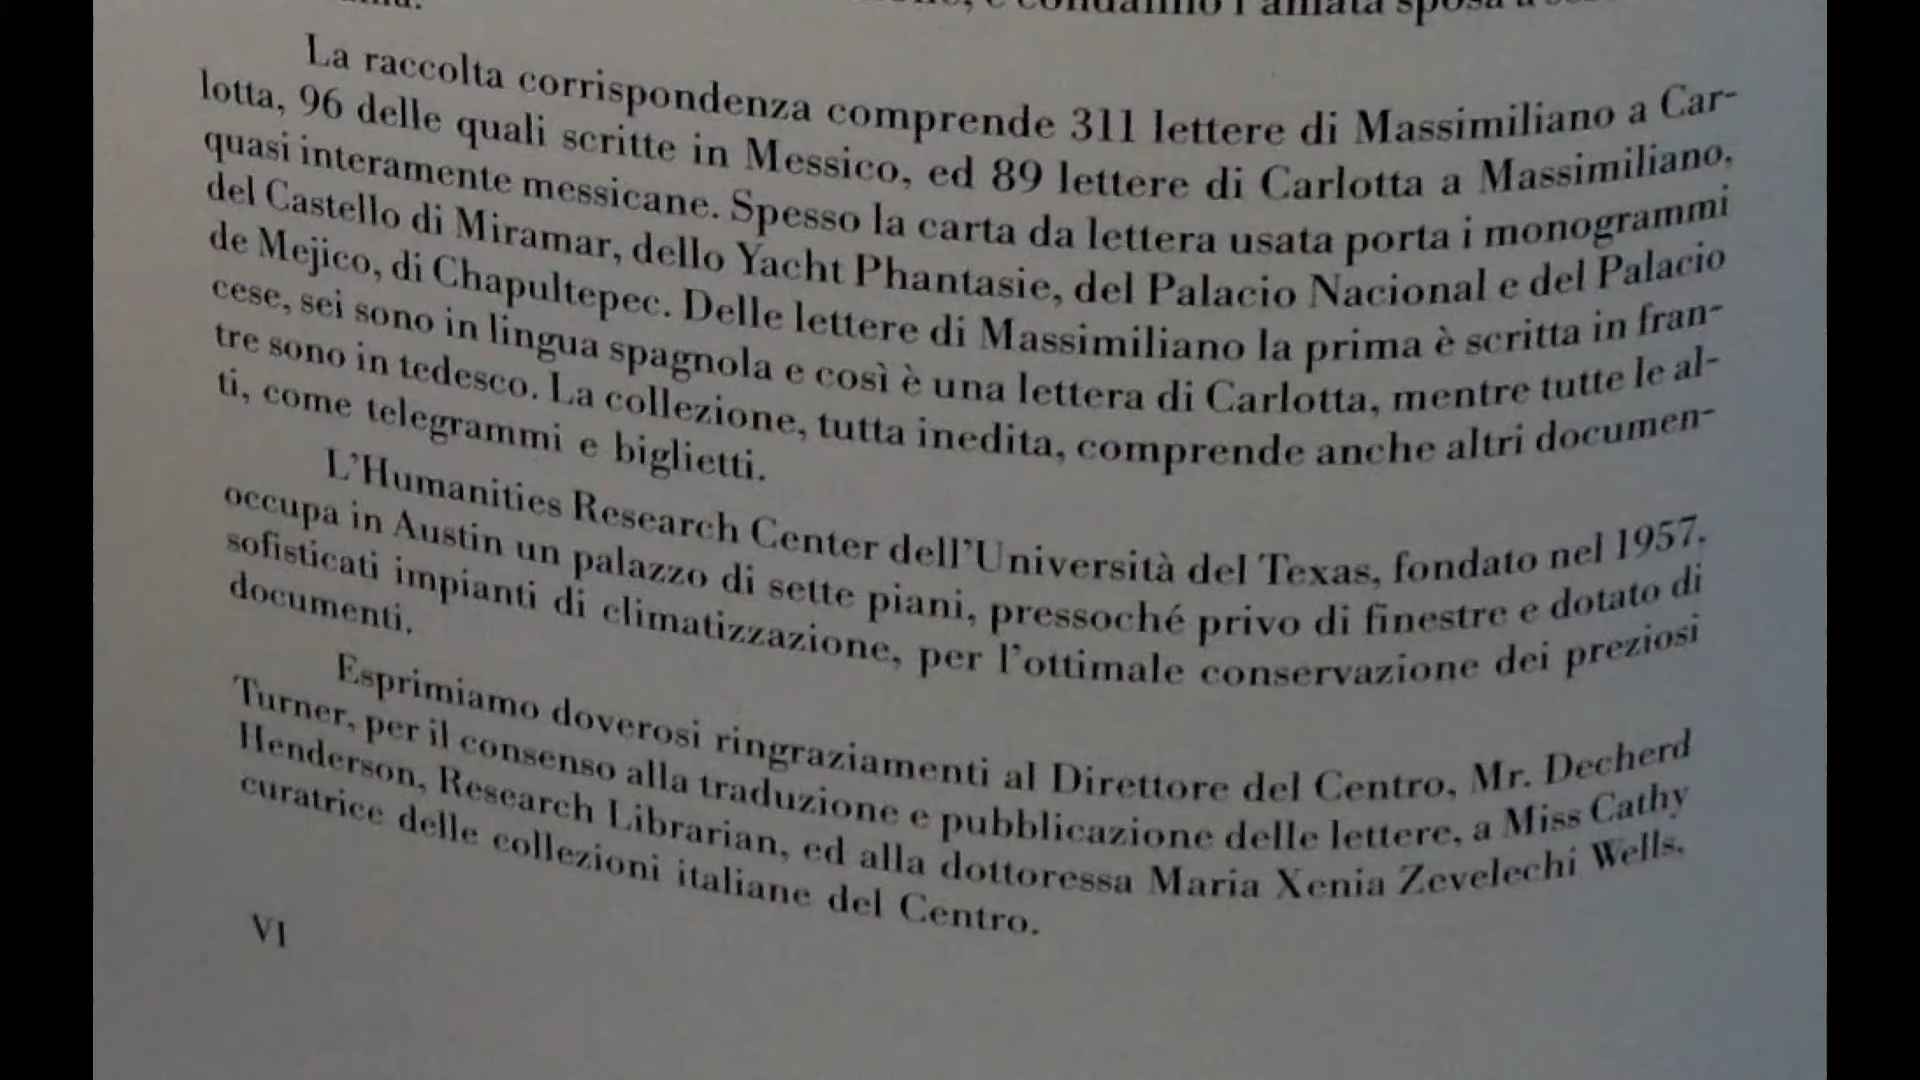 l'amata sposa a
La raccolta corrispondenza comprende 311 lettere di Massimiliano a Car-
lotta, 96 delle quali scritte in Messico, ed 89 lettere di Carlotta a Massimiliano,
quasi interamente messicane. Spesso la carta da lettera usata porta i monogrammi
del Castello di Miramar, dello Yacht Phantasie, del Palacio Nacional e del Palacio
de Mejico, di Chapultepec. Delle lettere di Massimiliano la prima è scritta in fran-
cese, sei sono in lingua spagnola e così è una lettera di Carlotta, mentre tutte le al-
tre sono in tedesco. La collezione, tutta inedita, comprende anche altri documen-
ti, come telegrammi e biglietti.
L'Humanities Research Center dell'Università del Texas, fondato nel 1957,
occupa in Austin un palazzo di sette piani, pressoché privo di finestre e dotato di
sofisticati impianti di climatizzazione, per l'ottimale conservazione dei preziosi
documenti.
Esprimiamo doverosi ringraziamenti al Direttore del Centro, Mr. Decherd
Turner, per il consenso alla traduzione e pubblicazione delle lettere, a Miss Cathy
Henderson, Research Librarian, ed alla dottoressa Maria Xenia Zevelechi Wells,
curatrice delle collezioni italiane del Centro.
VI